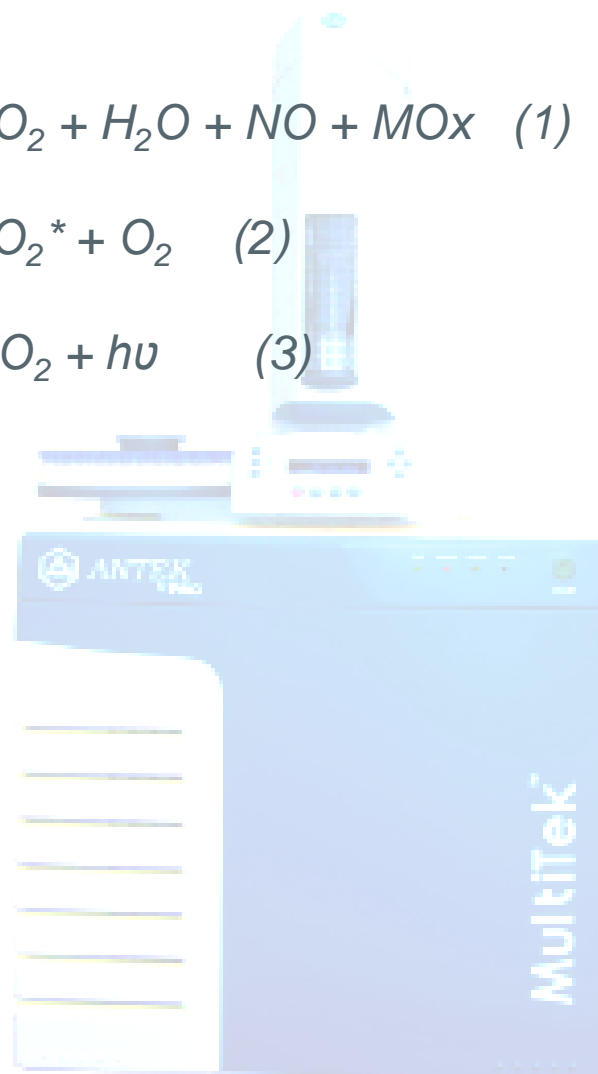 O₂ + H₂O + NO + MOx (1)
O₂* + O₂ (2)
O₂ + hυ (3)
ANTEK
MultiTek